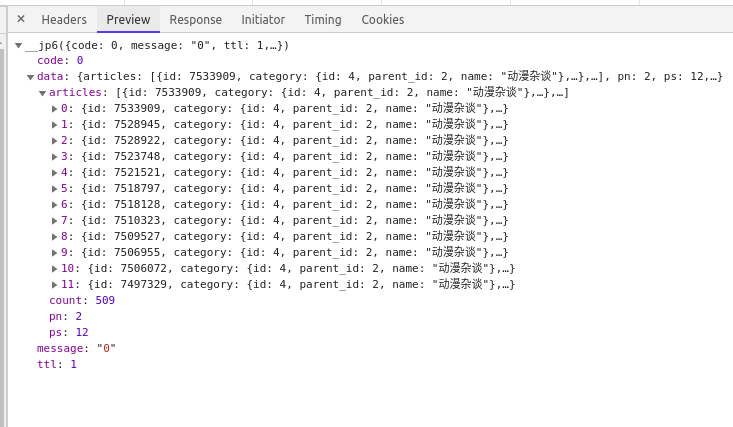 × Headers Preview Response Initiator Timing Cookies
__jp6({code: 0, message: "0", ttl: 1,…})
code: 0
data: {articles: [{id: 7533909, category: {id: 4, parent_id: 2, name: "动漫杂谈"},…},…], pn: 2, ps: 12,…}
articles: [{id: 7533909, category: {id: 4, parent_id: 2, name: "动漫杂谈"},…},…]
0: {id: 7533909, category: {id: 4, parent_id: 2, name: "动漫杂谈"},…}
1: {id: 7528945, category: {id: 4, parent_id: 2, name: "动漫杂谈"},…}
2: {id: 7528922, category: {id: 4, parent_id: 2, name: "动漫杂谈"},…}
3: {id: 7523748, category: {id: 4, parent_id: 2, name: "动漫杂谈"},…}
4: {id: 7521521, category: {id: 4, parent_id: 2, name: "动漫杂谈"},…}
5: {id: 7518797, category: {id: 4, parent_id: 2, name: "动漫杂谈"},…}
6: {id: 7518128, category: {id: 4, parent_id: 2, name: "动漫杂谈"},…}
7: {id: 7510323, category: {id: 4, parent_id: 2, name: "动漫杂谈"},…}
8: {id: 7509527, category: {id: 4, parent_id: 2, name: "动漫杂谈"},…}
9: {id: 7506955, category: {id: 4, parent_id: 2, name: "动漫杂谈"},…}
10: {id: 7506072, category: {id: 4, parent_id: 2, name: "动漫杂谈"},…}
11: {id: 7497329, category: {id: 4, parent_id: 2, name: "动漫杂谈"},…}
count: 509
pn: 2
ps: 12
message: "0"
ttl: 1